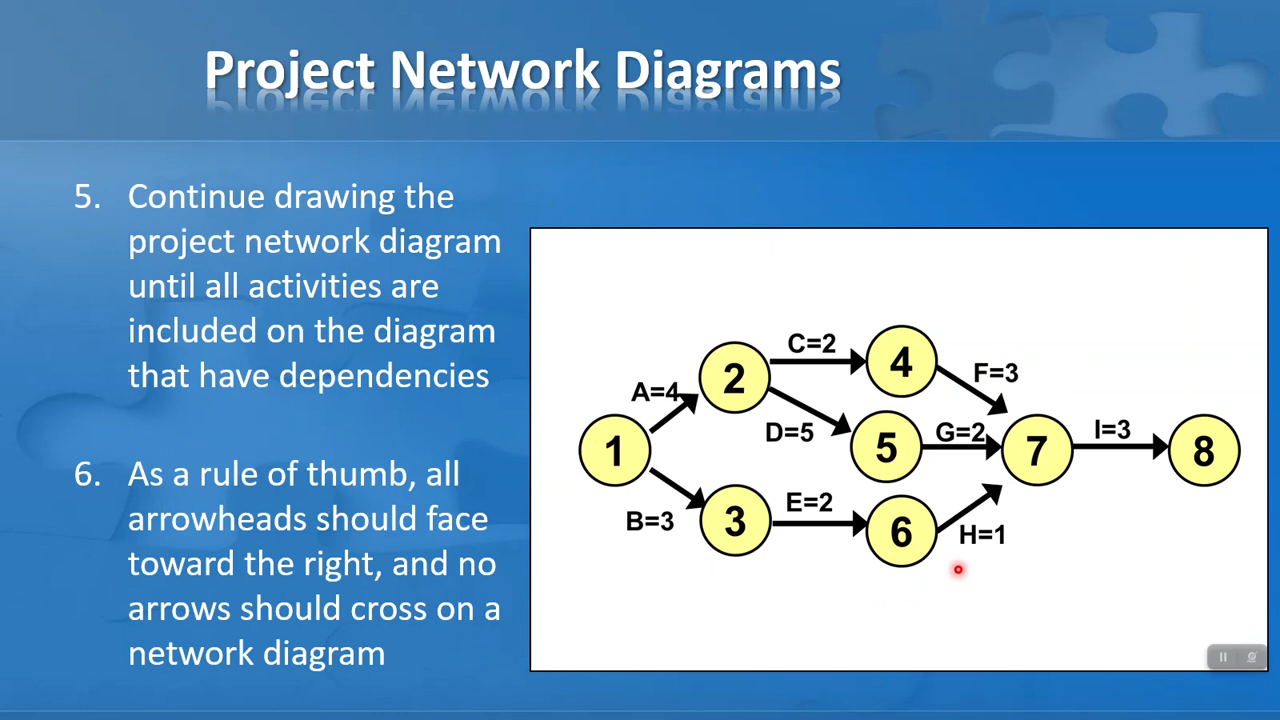 Project Network Diagrams
5. Continue drawing the
project network diagram
until all activities are
included on the diagram
that have dependencies
6. As a rule of thumb, all
arrowheads should face
toward the right, and no
arrows should cross on a
network diagram
C=2
4
F=3
2
A=4
D=5
1
5
G=2
7
I=3
8
B=3
3
E=2
6
H=1